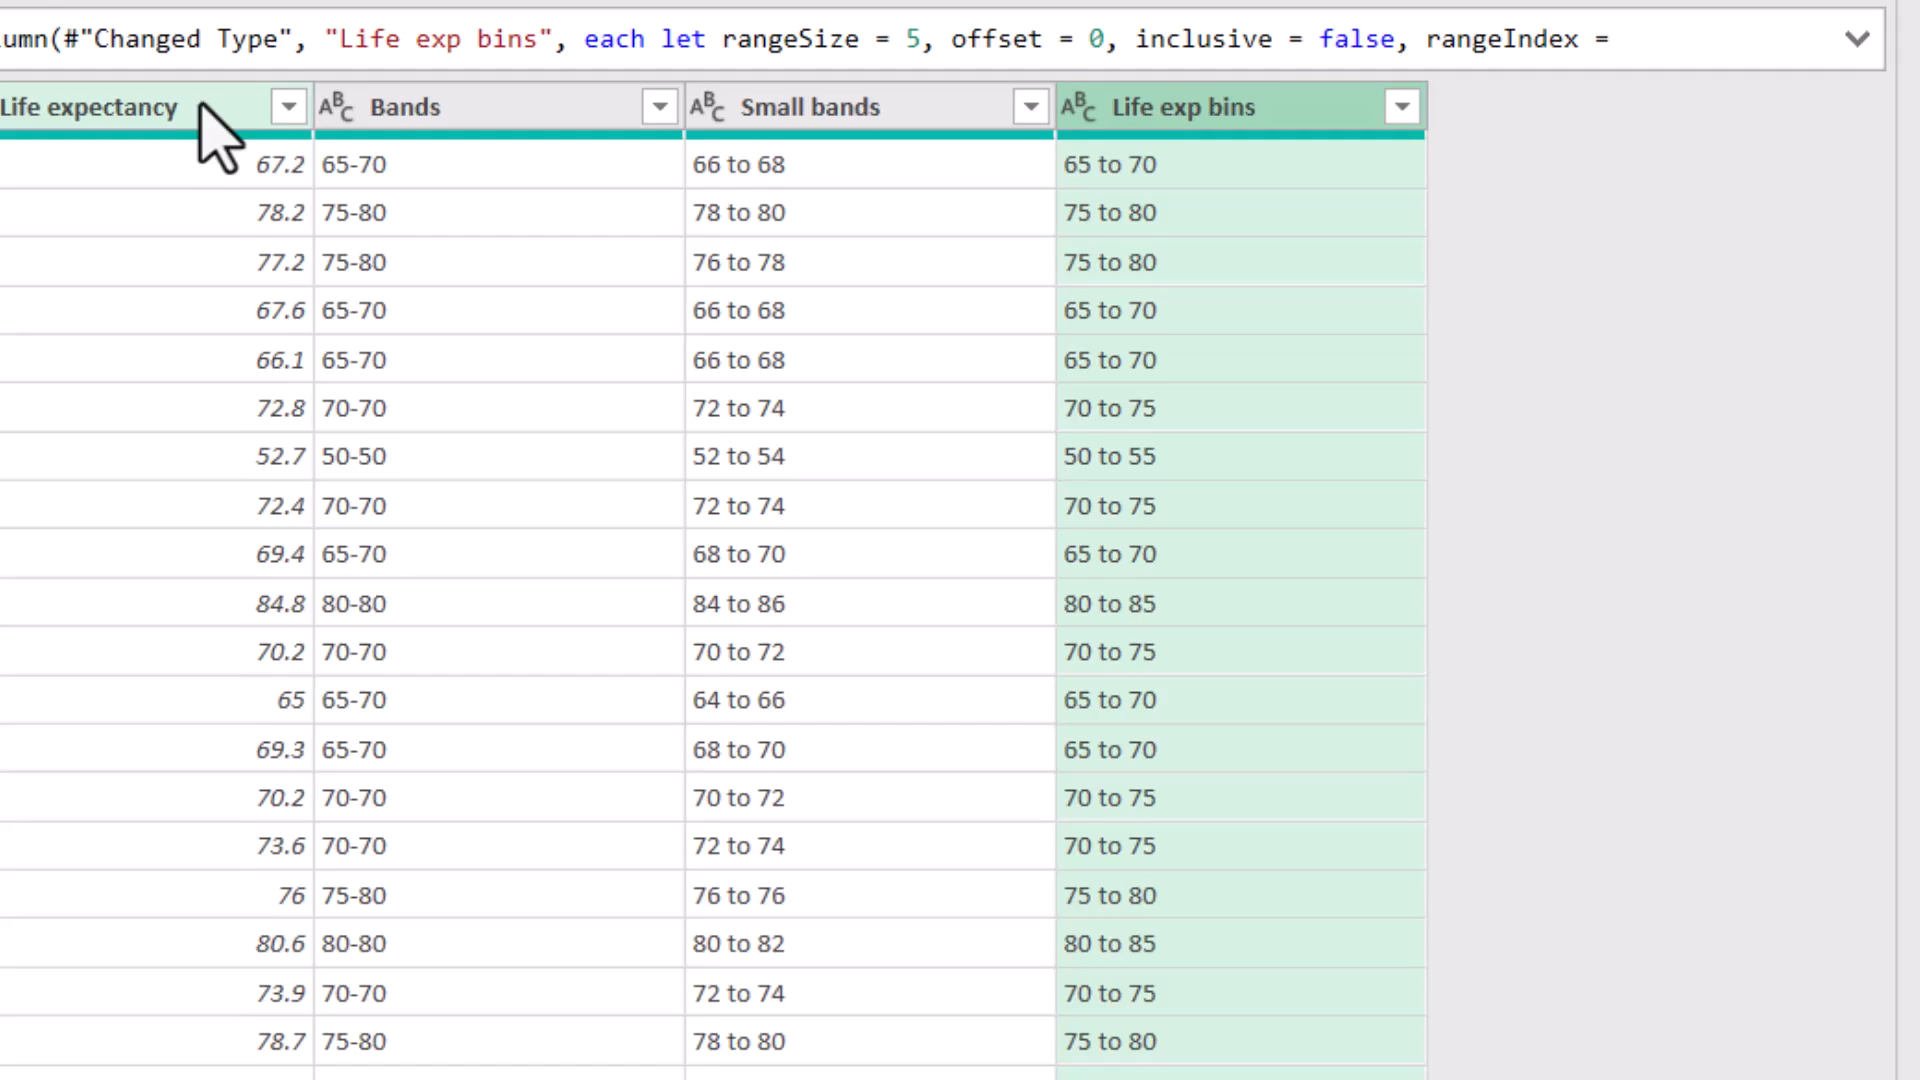 umn(#"Changed Type", "Life exp bins", each let rangeSize = 5, offset = 0, inclusive = false, rangeIndex =
Life expectancy ABC Bands ABC Small bands ABC Life exp bins
67.2 65-70 66 to 68 65 to 70
78.2 75-80 78 to 80 75 to 80
77.2 75-80 76 to 78 75 to 80
67.6 65-70 66 to 68 65 to 70
66.1 65-70 66 to 68 65 to 70
72.8 70-70 72 to 74 70 to 75
52.7 50-50 52 to 54 50 to 55
72.4 70-70 72 to 74 70 to 75
69.4 65-70 68 to 70 65 to 70
84.8 80-80 84 to 86 80 to 85
70.2 70-70 70 to 72 70 to 75
65 65-70 64 to 66 65 to 70
69.3 65-70 68 to 70 65 to 70
70.2 70-70 70 to 72 70 to 75
73.6 70-70 72 to 74 70 to 75
76 75-80 76 to 76 75 to 80
80.6 80-80 80 to 82 80 to 85
73.9 70-70 72 to 74 70 to 75
78.7 75-80 78 to 80 75 to 80